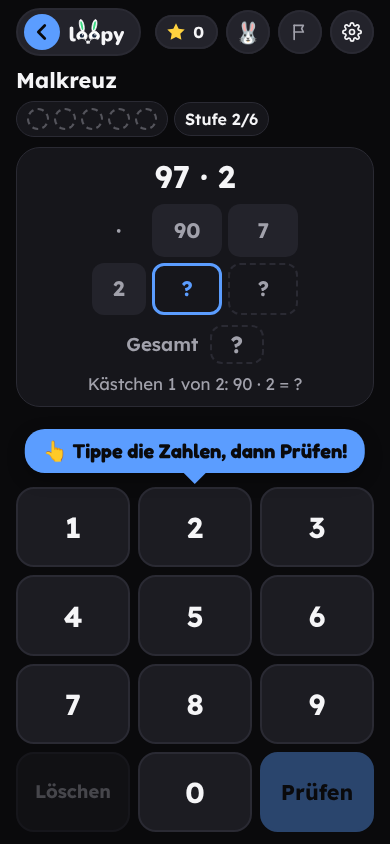 loopy
0
Malkreuz
Stufe 2/6
97 · 2
· 90 7
2 ? ?
Gesamt ?
Kästchen 1 von 2: 90 · 2 = ?
👆 Tippe die Zahlen, dann Prüfen!
1 2 3
4 5 6
7 8 9
Löschen 0 Prüfen